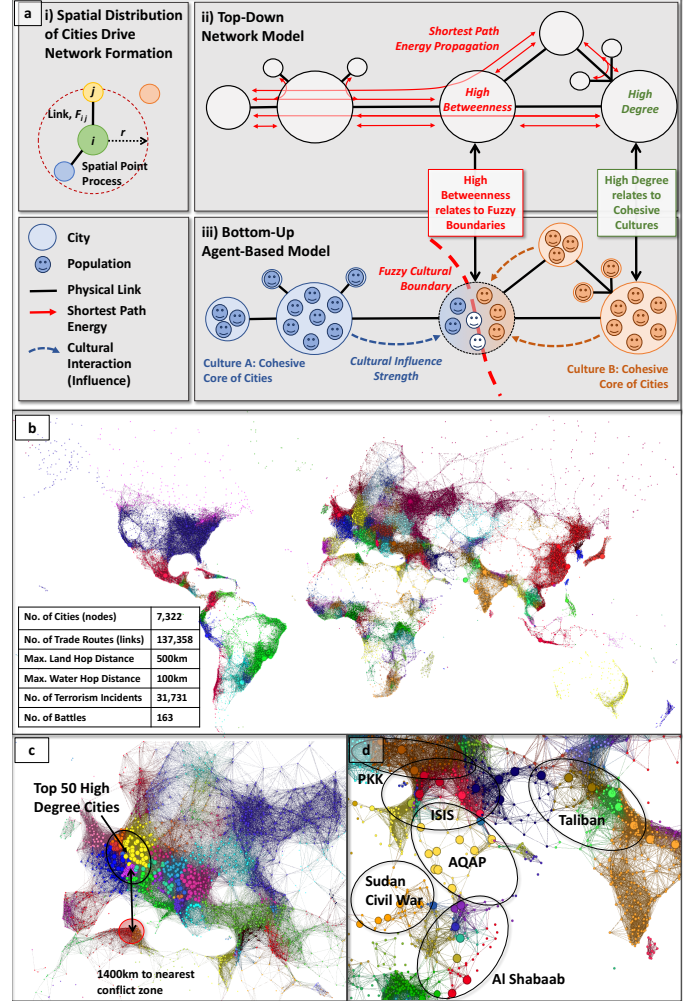 a
i) Spatial Distribution
of Cities Drive
Network Formation
j
Link, Fij
i
r
Spatial Point
Process
ii) Top-Down
Network Model
Shortest Path
Energy Propagation
High
Betweenness
High
Degree
High
Betweenness
relates to Fuzzy
Boundaries
High Degree
relates to
Cohesive
Cultures
City
Population
Physical Link
Shortest Path
Energy
Cultural
Interaction
(Influence)
iii) Bottom-Up
Agent-Based Model
Fuzzy Cultural
Boundary
Culture A: Cohesive
Core of Cities
Cultural Influence
Strength
Culture B: Cohesive
Core of Cities
b
No. of Cities (nodes) 7,322
No. of Trade Routes (links) 137,358
Max. Land Hop Distance 500km
Max. Water Hop Distance 100km
No. of Terrorism Incidents 31,731
No. of Battles 163
c
Top 50 High
Degree Cities
1400km to nearest
conflict zone
d
PKK
ISIS
Taliban
AQAP
Sudan
Civil War
Al Shabaab